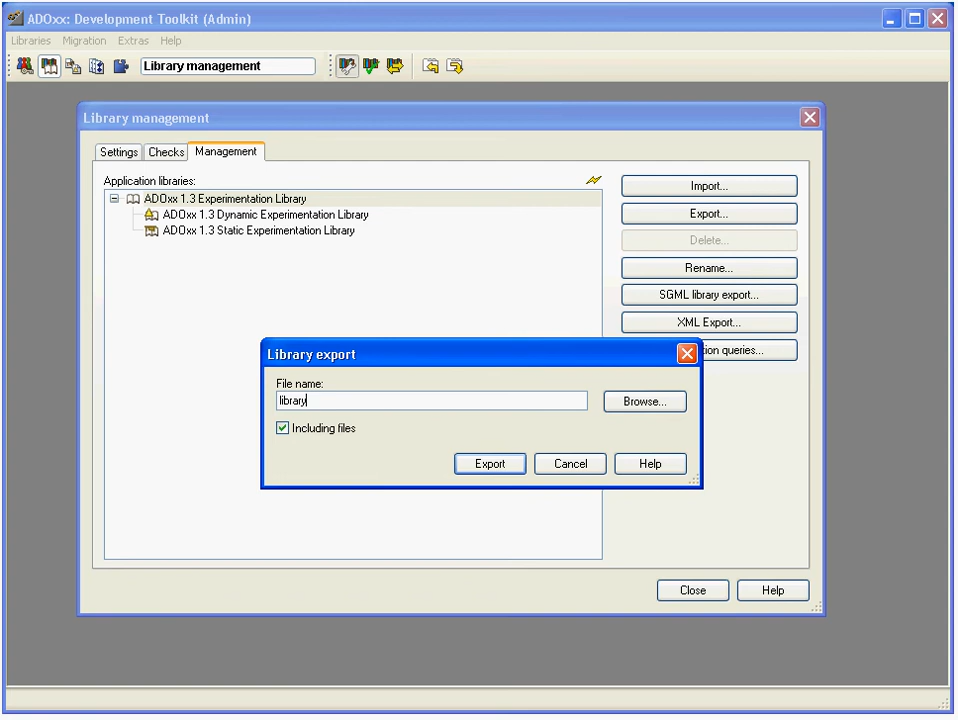 ADOxx: Development Toolkit (Admin)
Libraries Migration Extras Help
Library management
Library management
Settings Checks Management
Application libraries:
ADOxx 1.3 Experimentation Library
ADOxx 1.3 Dynamic Experimentation Library
ADOxx 1.3 Static Experimentation Library
Import...
Export...
Delete...
Rename...
SGML library export...
XML Export...
queries...
Library export
File name:
library
Browse...
Including files
Export Cancel Help
Close Help